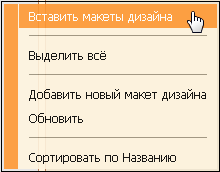 Вставить макеты дизайна
Выделить всё
Добавить новый макет дизайна
Обновить
Сортировать по Названию